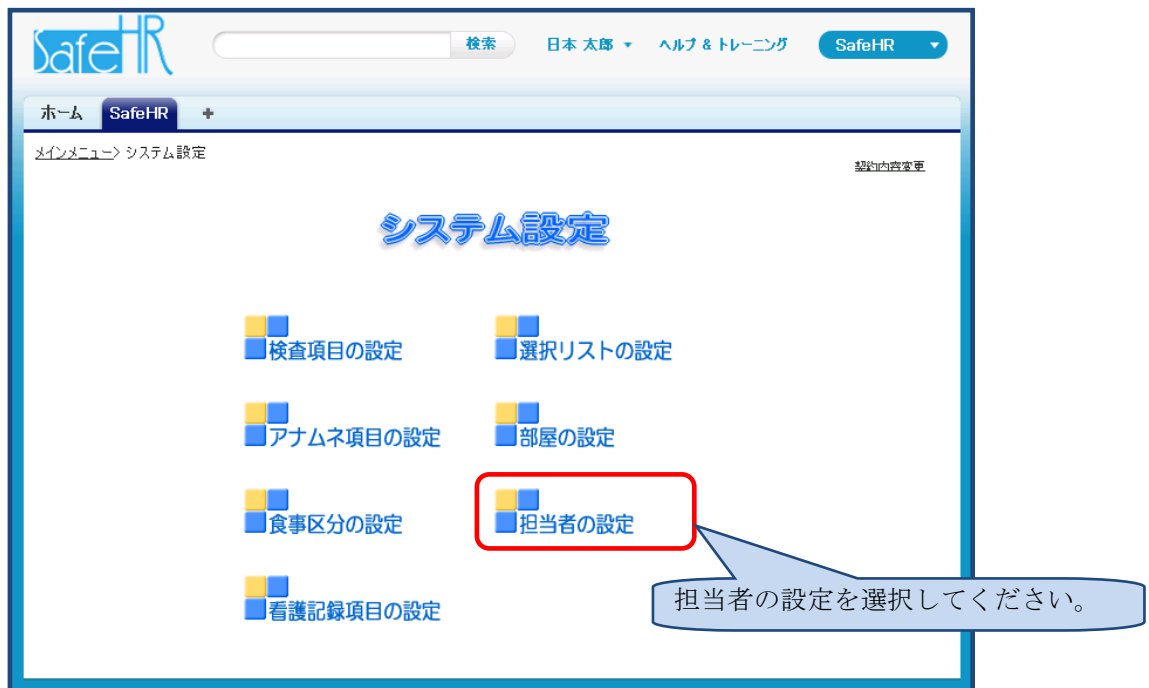 SafeHR
検索 日本 太郎 ヘルプ & トレーニング SafeHR
ホーム SafeHR +
メインメニュー> システム設定
契約内容変更
システム設定
検査項目の設定 選択リストの設定
アナムネ項目の設定 部屋の設定
食事区分の設定 担当者の設定
担当者の設定を選択してください。
看護記録項目の設定